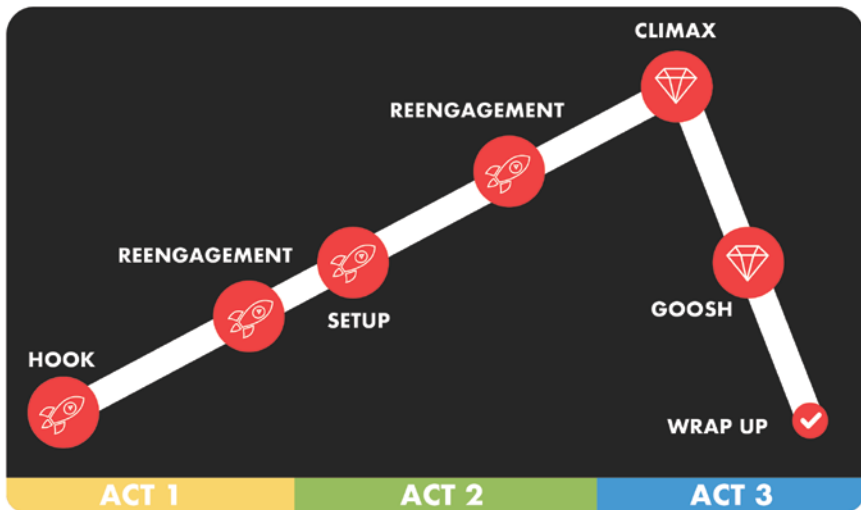 CLIMAX
REENGAGEMENT
REENGAGEMENT
SETUP
GOOSH
HOOK
WRAP UP
ACT 1
ACT 2
ACT 3